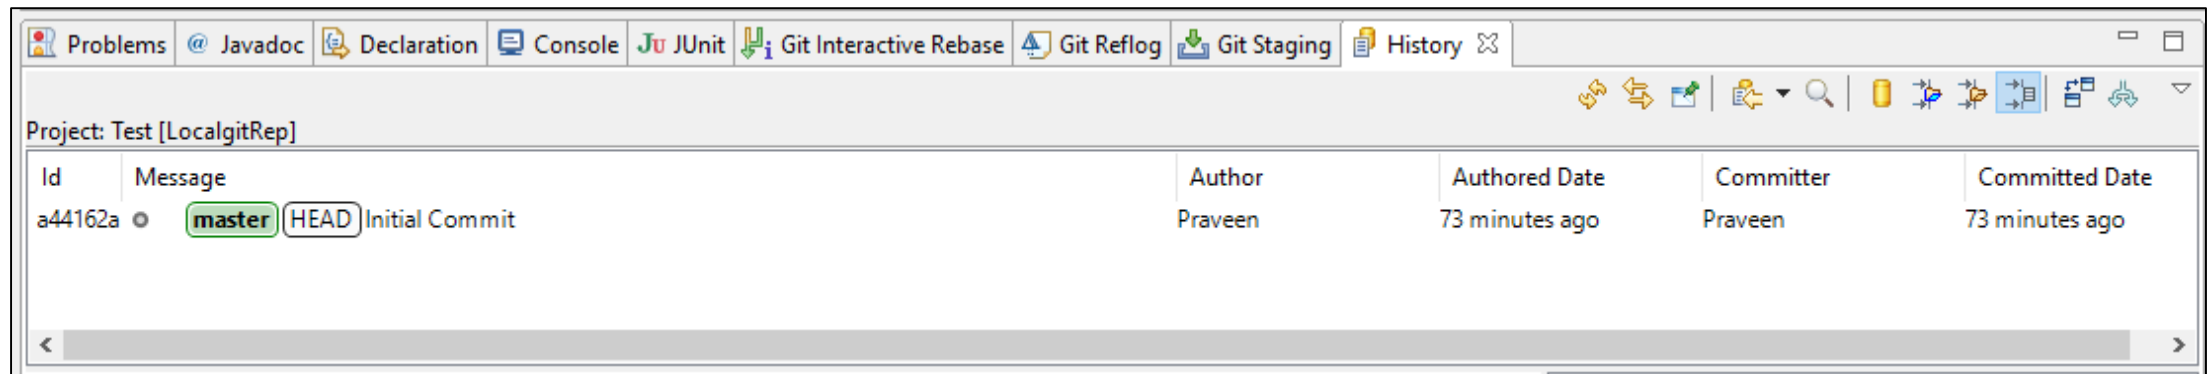 Problems @ Javadoc Declaration Console Ju JUnit Git Interactive Rebase Git Reflog Git Staging History
Project: Test [LocalgitRep]
Id Message Author Authored Date Committer Committed Date
a44162a master HEAD Initial Commit Praveen 73 minutes ago Praveen 73 minutes ago